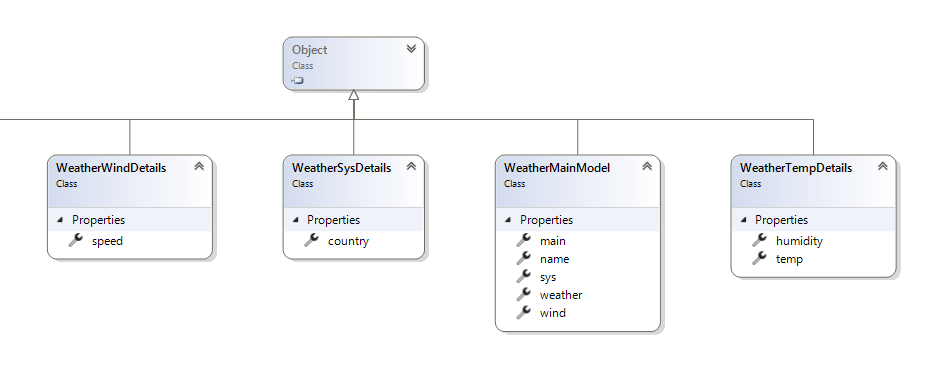 Object
Class
WeatherWindDetails
Class
Properties
speed
WeatherSysDetails
Class
Properties
country
WeatherMainModel
Class
Properties
main
name
sys
weather
wind
WeatherTempDetails
Class
Properties
humidity
temp